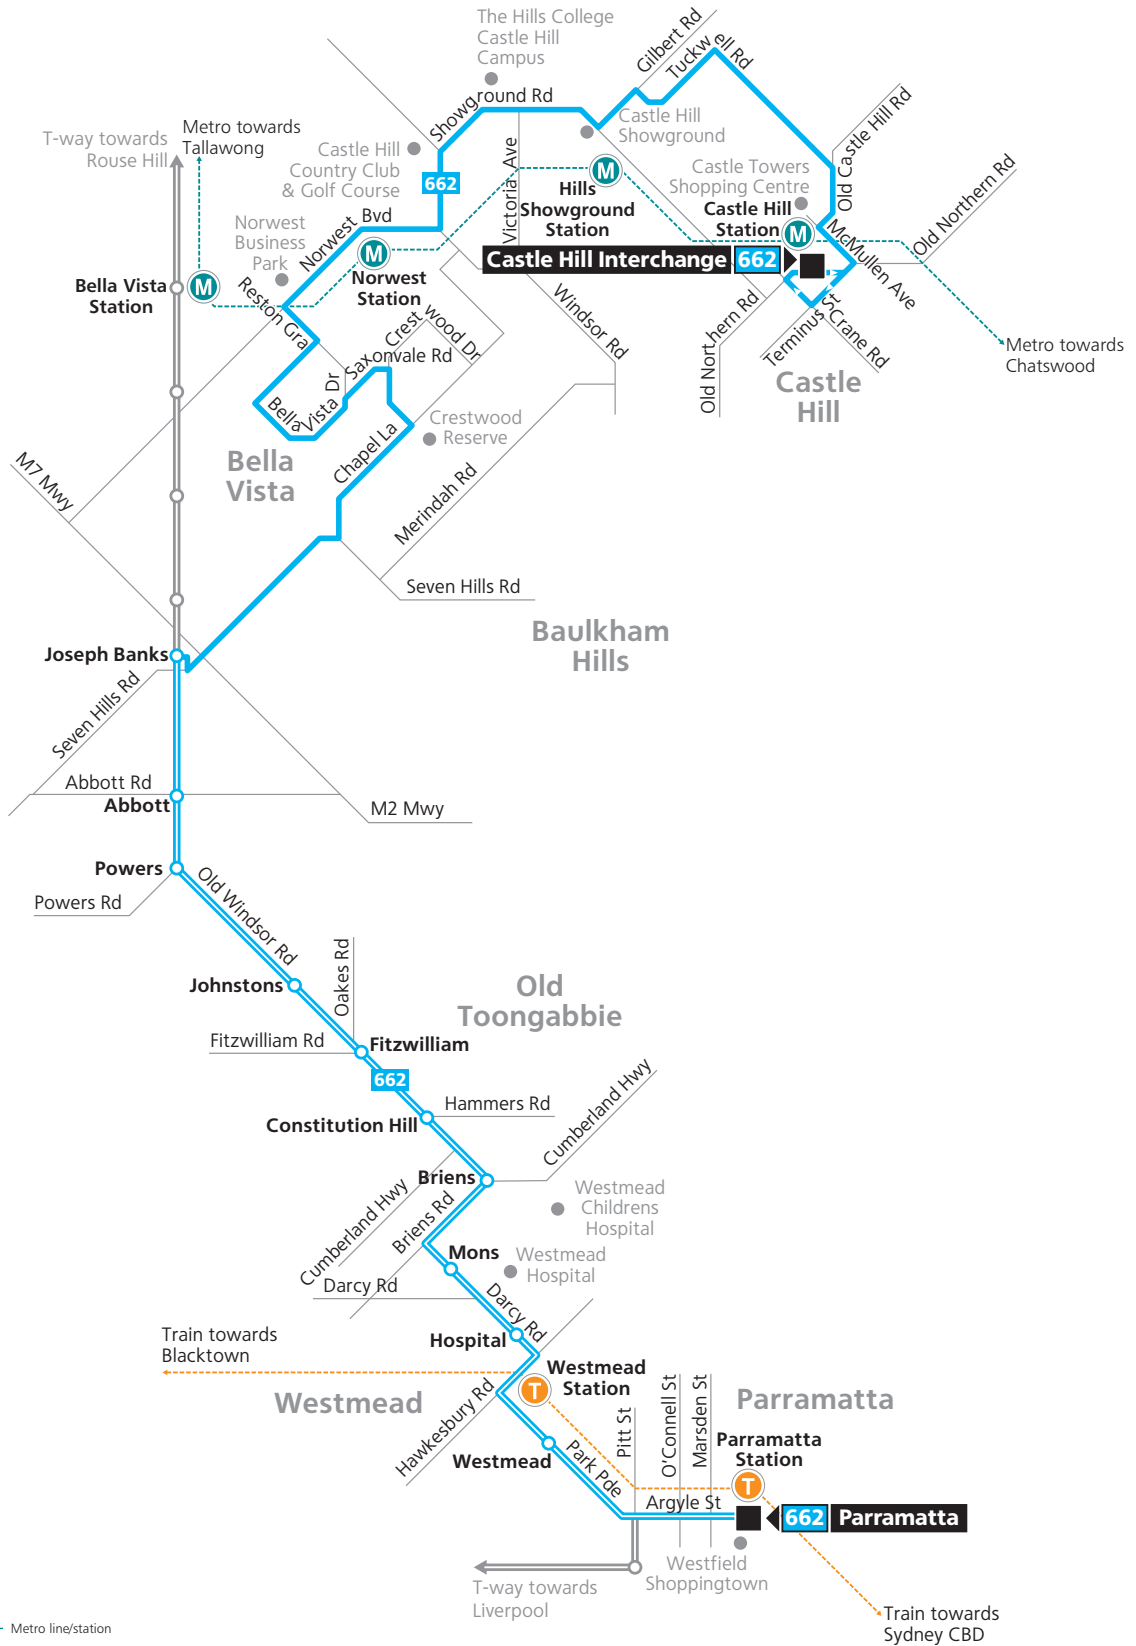 The Hills College
Castle Hill
Campus
Gilbert Rd
Tuckwell Rd
Showground Rd
Castle Hill
Showground
Old Castle Hill Rd
T-way towards
Rouse Hill
Metro towards
Tallawong
Castle Hill
Country Club
& Golf Course
Victoria Ave
662
M
Hills
Showground
Station
Castle Towers
Shopping Centre
Castle Hill
Station
M
Old Northern Rd
McMullen Ave
Norwest
Business
Park
Norwest Bvd
M
Norwest
Station
Castle Hill Interchange
662
Bella Vista
Station
M
Reston Gra
Crestwood Dr
Saxonvale Rd
Windsor Rd
Old Northern Rd
Terminus St
Crane Rd
Metro towards
Chatswood
Castle
Hill
Bella Vista Dr
Crestwood
Reserve
Chapel La
Bella
Vista
M7 Mwy
Merindah Rd
Seven Hills Rd
Baulkham
Hills
Joseph Banks
Seven Hills Rd
Abbott Rd
Abbott
M2 Mwy
Powers
Powers Rd
Old Windsor Rd
Johnstons
Oakes Rd
Old
Toongabbie
Fitzwilliam Rd
Fitzwilliam
662
Hammers Rd
Constitution Hill
Cumberland Hwy
Briens
Cumberland Hwy
Briens Rd
Westmead
Childrens
Hospital
Mons
Westmead
Hospital
Darcy Rd
Darcy Rd
Hospital
Train towards
Blacktown
Westmead
Station
T
Westmead
Hawkesbury Rd
Westmead
Park Pde
Pitt St
O'Connell St
Marsden St
Parramatta
Parramatta
Station
T
Argyle St
662
Parramatta
Westfield
Shoppingtown
T-way towards
Liverpool
Train towards
Sydney CBD
Metro line/station